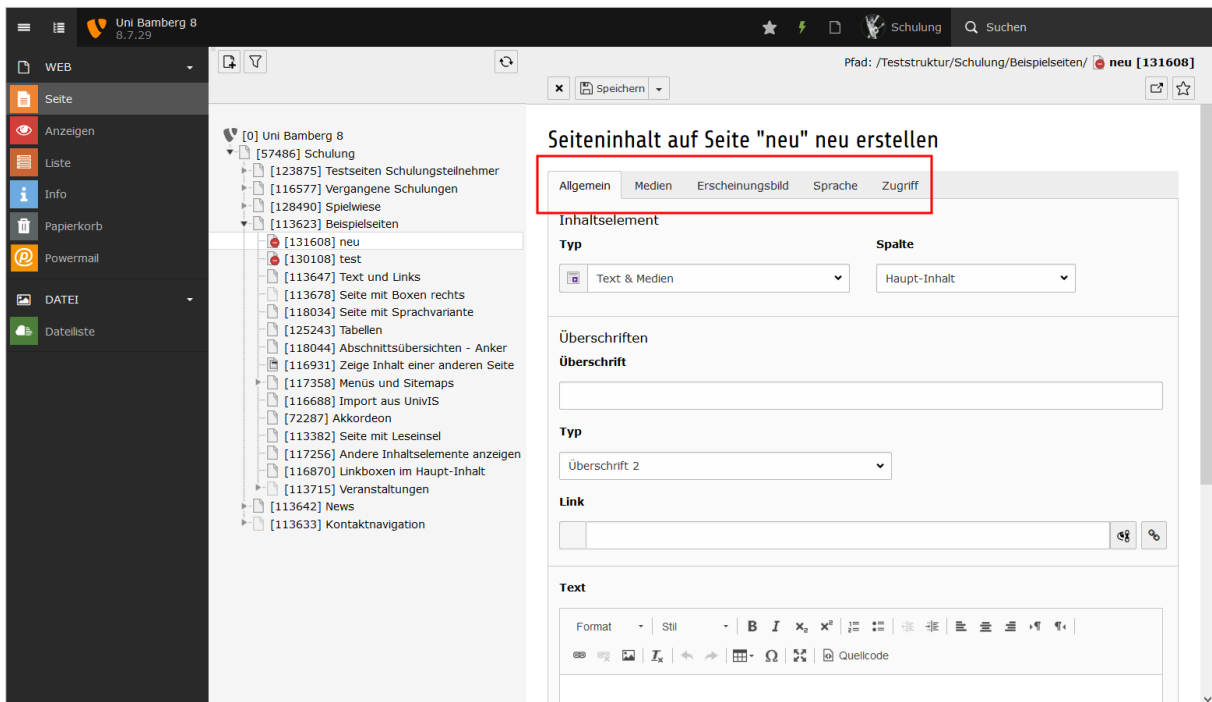 Uni Bamberg 8
8.7.29
Schulung
Suchen
WEB
Seite
Anzeigen
Liste
Info
Papierkorb
Powermail
DATEI
Dateiliste
[0] Uni Bamberg 8
[57486] Schulung
[123875] Testseiten Schulungsteilnehmer
[116577] Vergangene Schulungen
[128490] Spielwiese
[113623] Beispielseiten
[131608] neu
[130108] test
[113647] Text und Links
[113678] Seite mit Boxen rechts
[118034] Seite mit Sprachvariante
[125243] Tabellen
[118044] Abschnittsübersichten - Anker
[116931] Zeige Inhalt einer anderen Seite
[117358] Menüs und Sitemaps
[116688] Import aus UnivIS
[72287] Akkordeon
[113382] Seite mit Leseinsel
[117256] Andere Inhaltselemente anzeigen
[116870] Linkboxen im Haupt-Inhalt
[113715] Veranstaltungen
[113642] News
[113633] Kontaktnavigation
Pfad: /Teststruktur/Schulung/Beispielseiten/ neu [131608]
Speichern
Seiteninhalt auf Seite "neu" neu erstellen
Allgemein Medien Erscheinungsbild Sprache Zugriff
Inhaltselement
Typ Spalte
Text & Medien Haupt-Inhalt
Überschriften
Überschrift
Typ
Überschrift 2
Link
Text
Format Stil B I x₂ x²
Ix Ω Quellcode